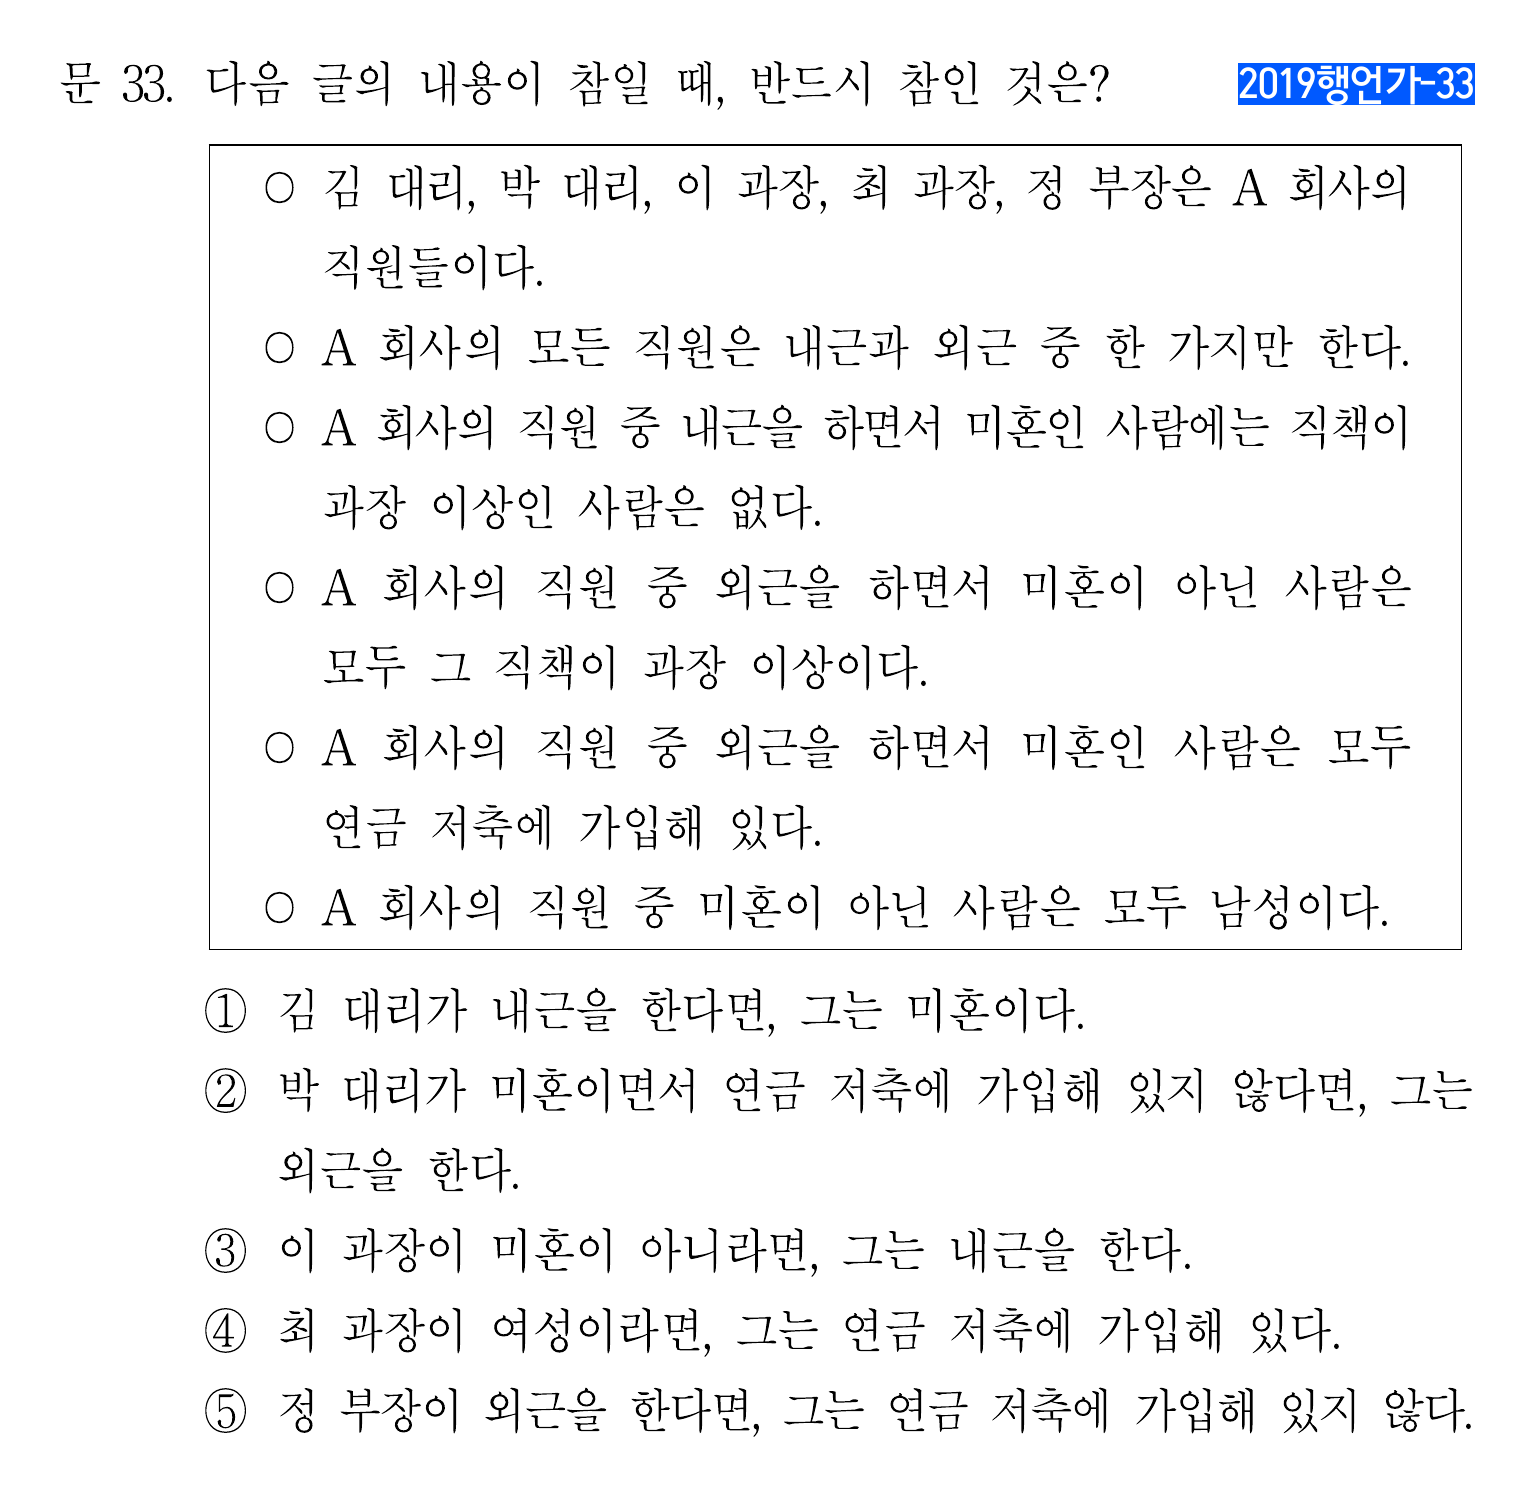 문 33. 다음 글의 내용이 참일 때, 반드시 참인 것은? 2019행언가-33
○ 김 대리, 박 대리, 이 과장, 최 과장, 정 부장은 A 회사의
직원들이다.
○ A 회사의 모든 직원은 내근과 외근 중 한 가지만 한다.
○ A 회사의 직원 중 내근을 하면서 미혼인 사람에는 직책이
과장 이상인 사람은 없다.
○ A 회사의 직원 중 외근을 하면서 미혼이 아닌 사람은
모두 그 직책이 과장 이상이다.
○ A 회사의 직원 중 외근을 하면서 미혼인 사람은 모두
연금 저축에 가입해 있다.
○ A 회사의 직원 중 미혼이 아닌 사람은 모두 남성이다.
① 김 대리가 내근을 한다면, 그는 미혼이다.
② 박 대리가 미혼이면서 연금 저축에 가입해 있지 않다면, 그는
외근을 한다.
③ 이 과장이 미혼이 아니라면, 그는 내근을 한다.
④ 최 과장이 여성이라면, 그는 연금 저축에 가입해 있다.
⑤ 정 부장이 외근을 한다면, 그는 연금 저축에 가입해 있지 않다.